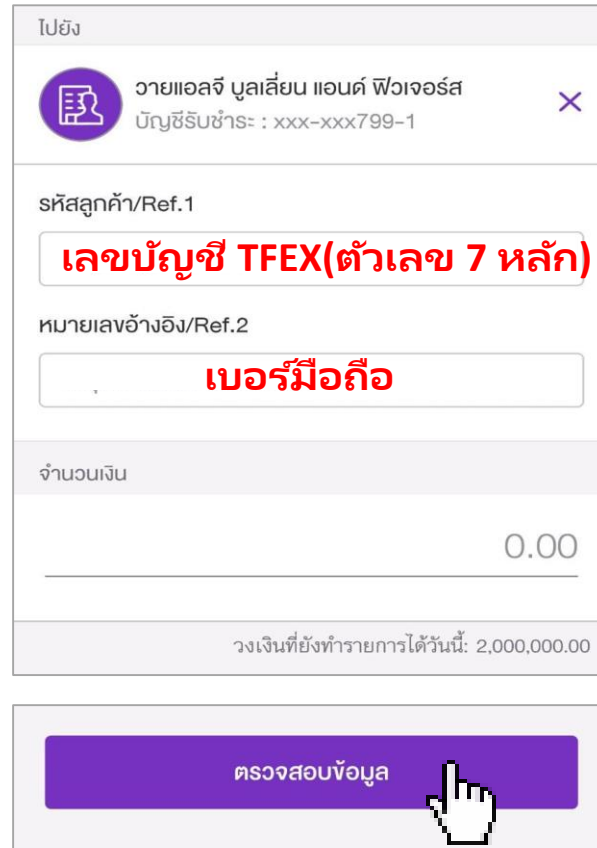 ไปยัง
วายแอลจี บูลเลี่ยน แอนด์ ฟิวเจอร์ส
บัญชีรับชำระ : xxx-xxx799-1
รหัสลูกค้า/Ref.1
เลขบัญชี TFEX(ตัวเลข 7 หลัก)
หมายเลขอ้างอิง/Ref.2
เบอร์มือถือ
จำนวนเงิน
0.00
วงเงินที่ยังทำรายการได้วันนี้: 2,000,000.00
ตรวจสอบข้อมูล